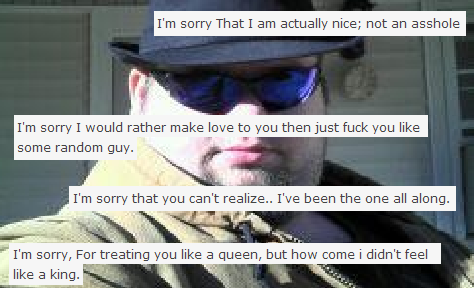 I'm sorry That I am actually nice; not an asshole
I'm sorry I would rather make love to you then just fuck you like
some random guy.
I'm sorry that you can't realize.. I've been the one all along.
I'm sorry, For treating you like a queen, but how come i didn't feel
like a king.